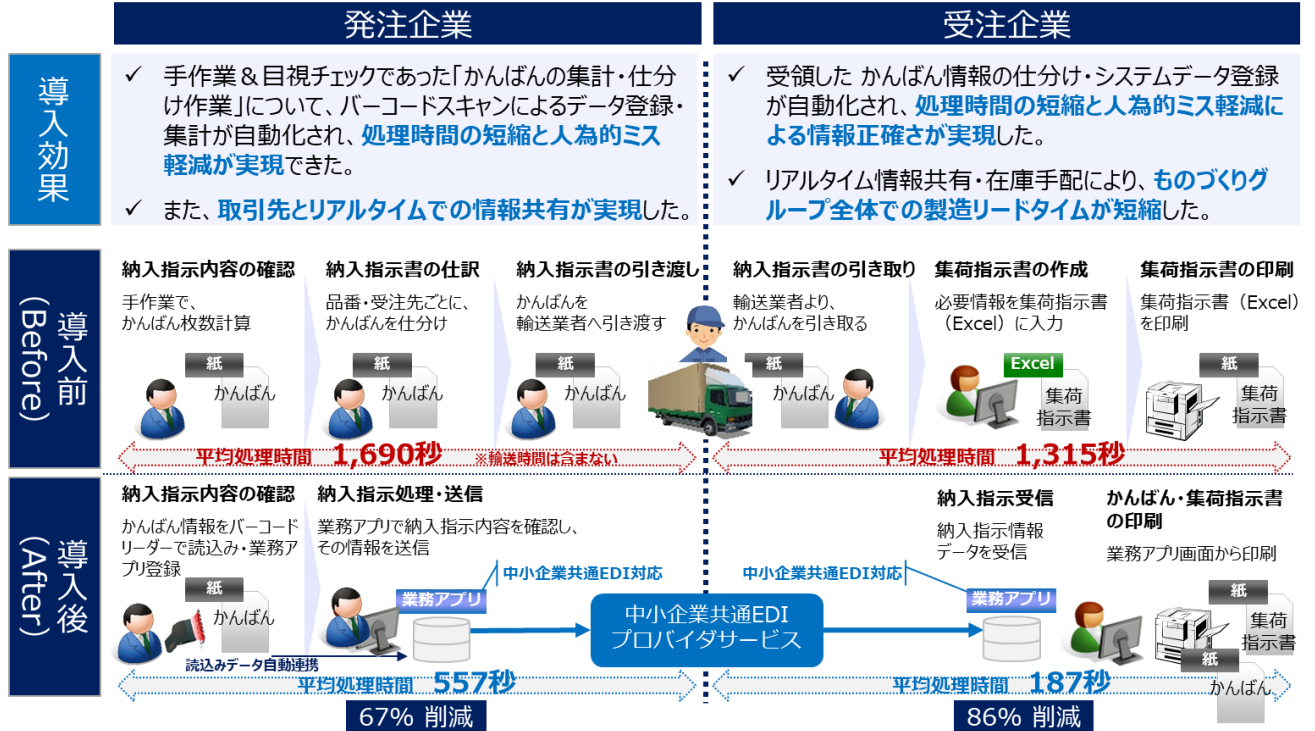 発注企業
受注企業
導入効果
✓ 手作業＆目視チェックであった「かんばんの集計・仕分
け作業」について、バーコードスキャンによるデータ登録・
集計が自動化され、処理時間の短縮と人為的ミス
軽減が実現できた。
✓ また、取引先とリアルタイムでの情報共有が実現した。
✓ 受領した かんばん情報の仕分け・システムデータ登録
が自動化され、処理時間の短縮と人為的ミス軽減に
よる情報正確さが実現した。
✓ リアルタイム情報共有・在庫手配により、ものづくりグ
ループ全体での製造リードタイムが短縮した。
導入前
(Before)
納入指示内容の確認
手作業で、
かんばん枚数計算
紙
かんばん
納入指示書の仕訳
品番・受注先ごとに、
かんばんを仕分け
紙
かんばん
納入指示書の引き渡し
かんばんを
輸送業者へ引き渡す
紙
かんばん
平均処理時間 1,690秒 ※輸送時間は含まない
納入指示書の引き取り
輸送業者より、
かんばんを引き取る
紙
かんばん
集荷指示書の作成
必要情報を集荷指示書
（Excel）に入力
Excel
集荷
指示書
集荷指示書の印刷
集荷指示書（Excel）
を印刷
紙
集荷
指示書
平均処理時間 1,315秒
導入後
(After)
納入指示内容の確認
かんばん情報をバーコード
リーダーで読込み・業務ア
プリ登録
紙
かんばん
読込みデータ自動連携
納入指示処理・送信
業務アプリで納入指示内容を確認し、
その情報を送信
中小企業共通EDI対応
業務アプリ
中小企業共通EDI
プロバイダサービス
平均処理時間 557秒
67% 削減
納入指示受信
納入指示情報
データを受信
中小企業共通EDI対応
業務アプリ
かんばん・集荷指示書
の印刷
業務アプリ画面から印刷
紙
集荷
指示書
紙
かんばん
平均処理時間 187秒
86% 削減